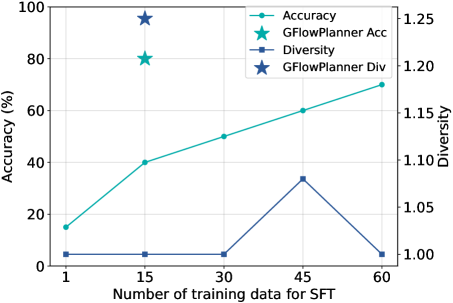 100
80
60
40
20
0
Accuracy (%)
1
15
30
45
60
Number of training data for SFT
1.25
1.20
1.15
1.10
1.05
1.00
Diversity
Accuracy
GFlowPlanner Acc
Diversity
GFlowPlanner Div